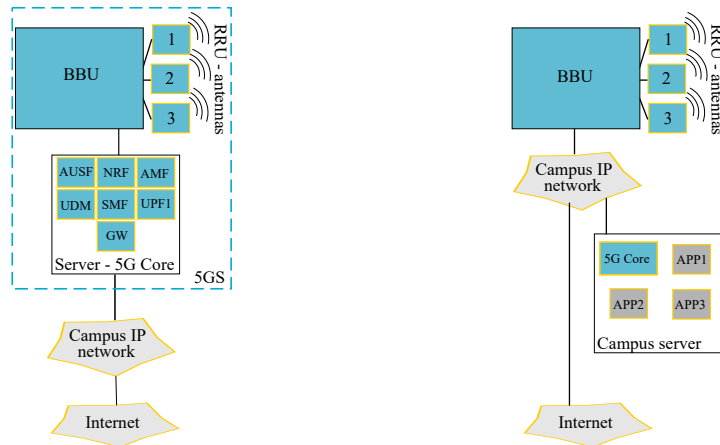 BBU
1
2
3
RRU - antennas
AUSF
NRF
AMF
UDM
SMF
UPF1
GW
Server - 5G Core
5GS
Campus IP
network
Internet
BBU
1
2
3
RRU - antennas
Campus IP
network
5G Core
APP1
APP2
APP3
Campus server
Internet